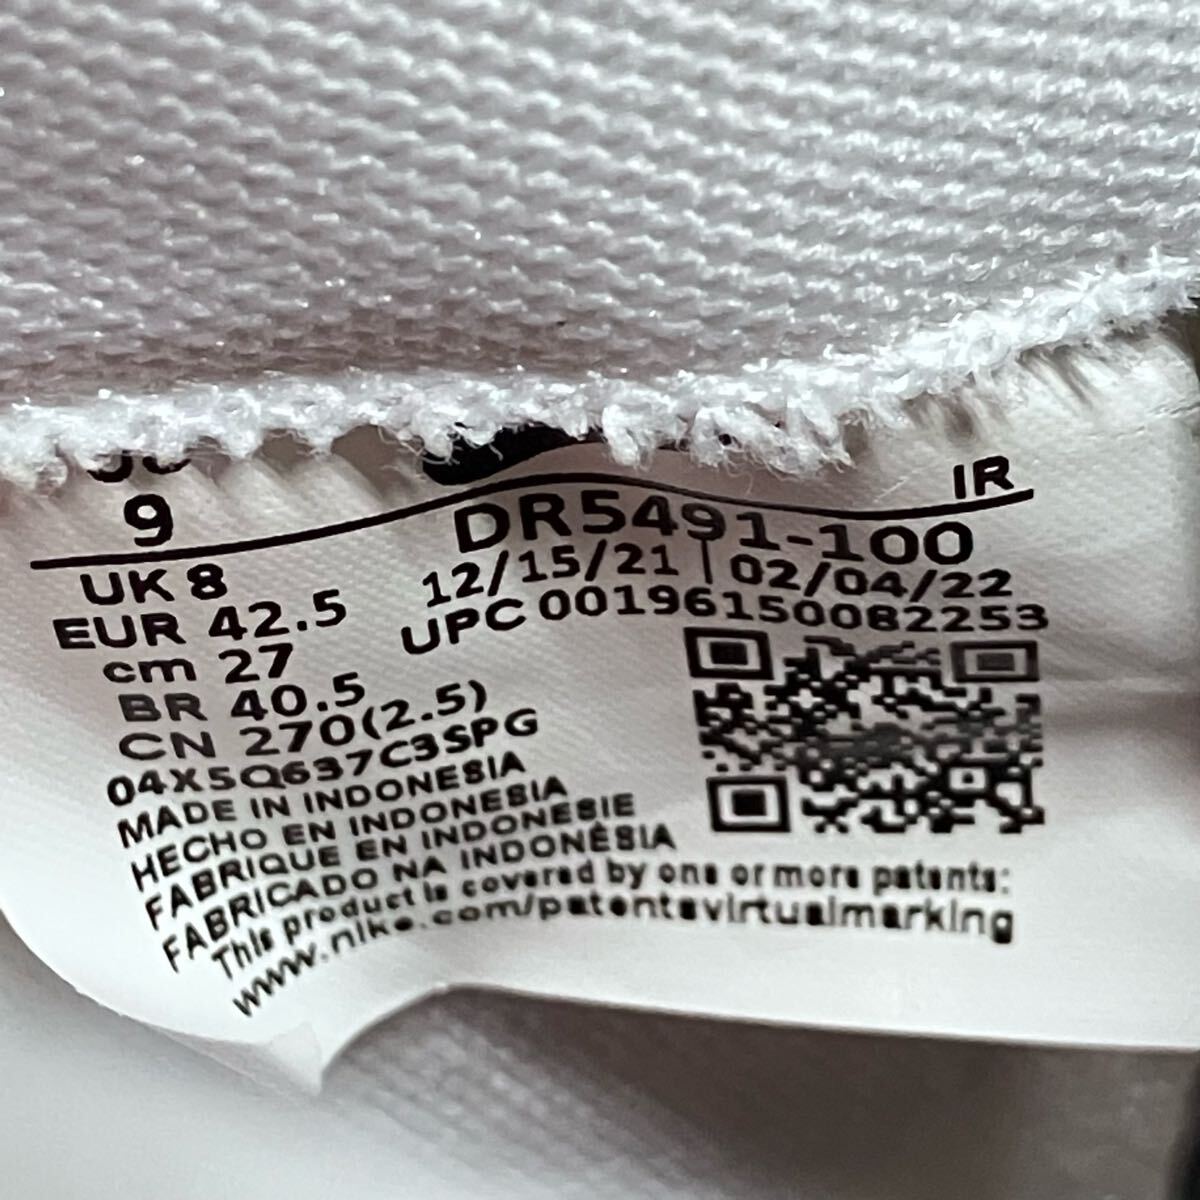 9
IR
DR5491-100
UK 8
12/15/21 | 02/04/22
EUR 42.5
UPC 00196150082253
cm 27
BR 40.5
CN 270(2.5)
04X5Q637C3SPG
MADE IN INDONESIA
HECHO EN INDONESIA
FABRIQUE EN INDONESIE
FABRICADO NA INDONÉSIA
This product is covered by one or more patents:
www.nike.com/patentsvirtualmarking